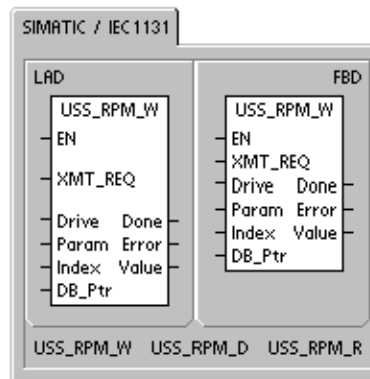 SIMATIC / IEC1131
LAD
USS_RPM_W
EN
XMT_REQ
Drive Done
Param Error
Index Value
DB_Ptr
FBD
USS_RPM_W
EN
XMT_REQ
Drive Done
Param Error
Index Value
DB_Ptr
USS_RPM_W USS_RPM_D USS_RPM_R